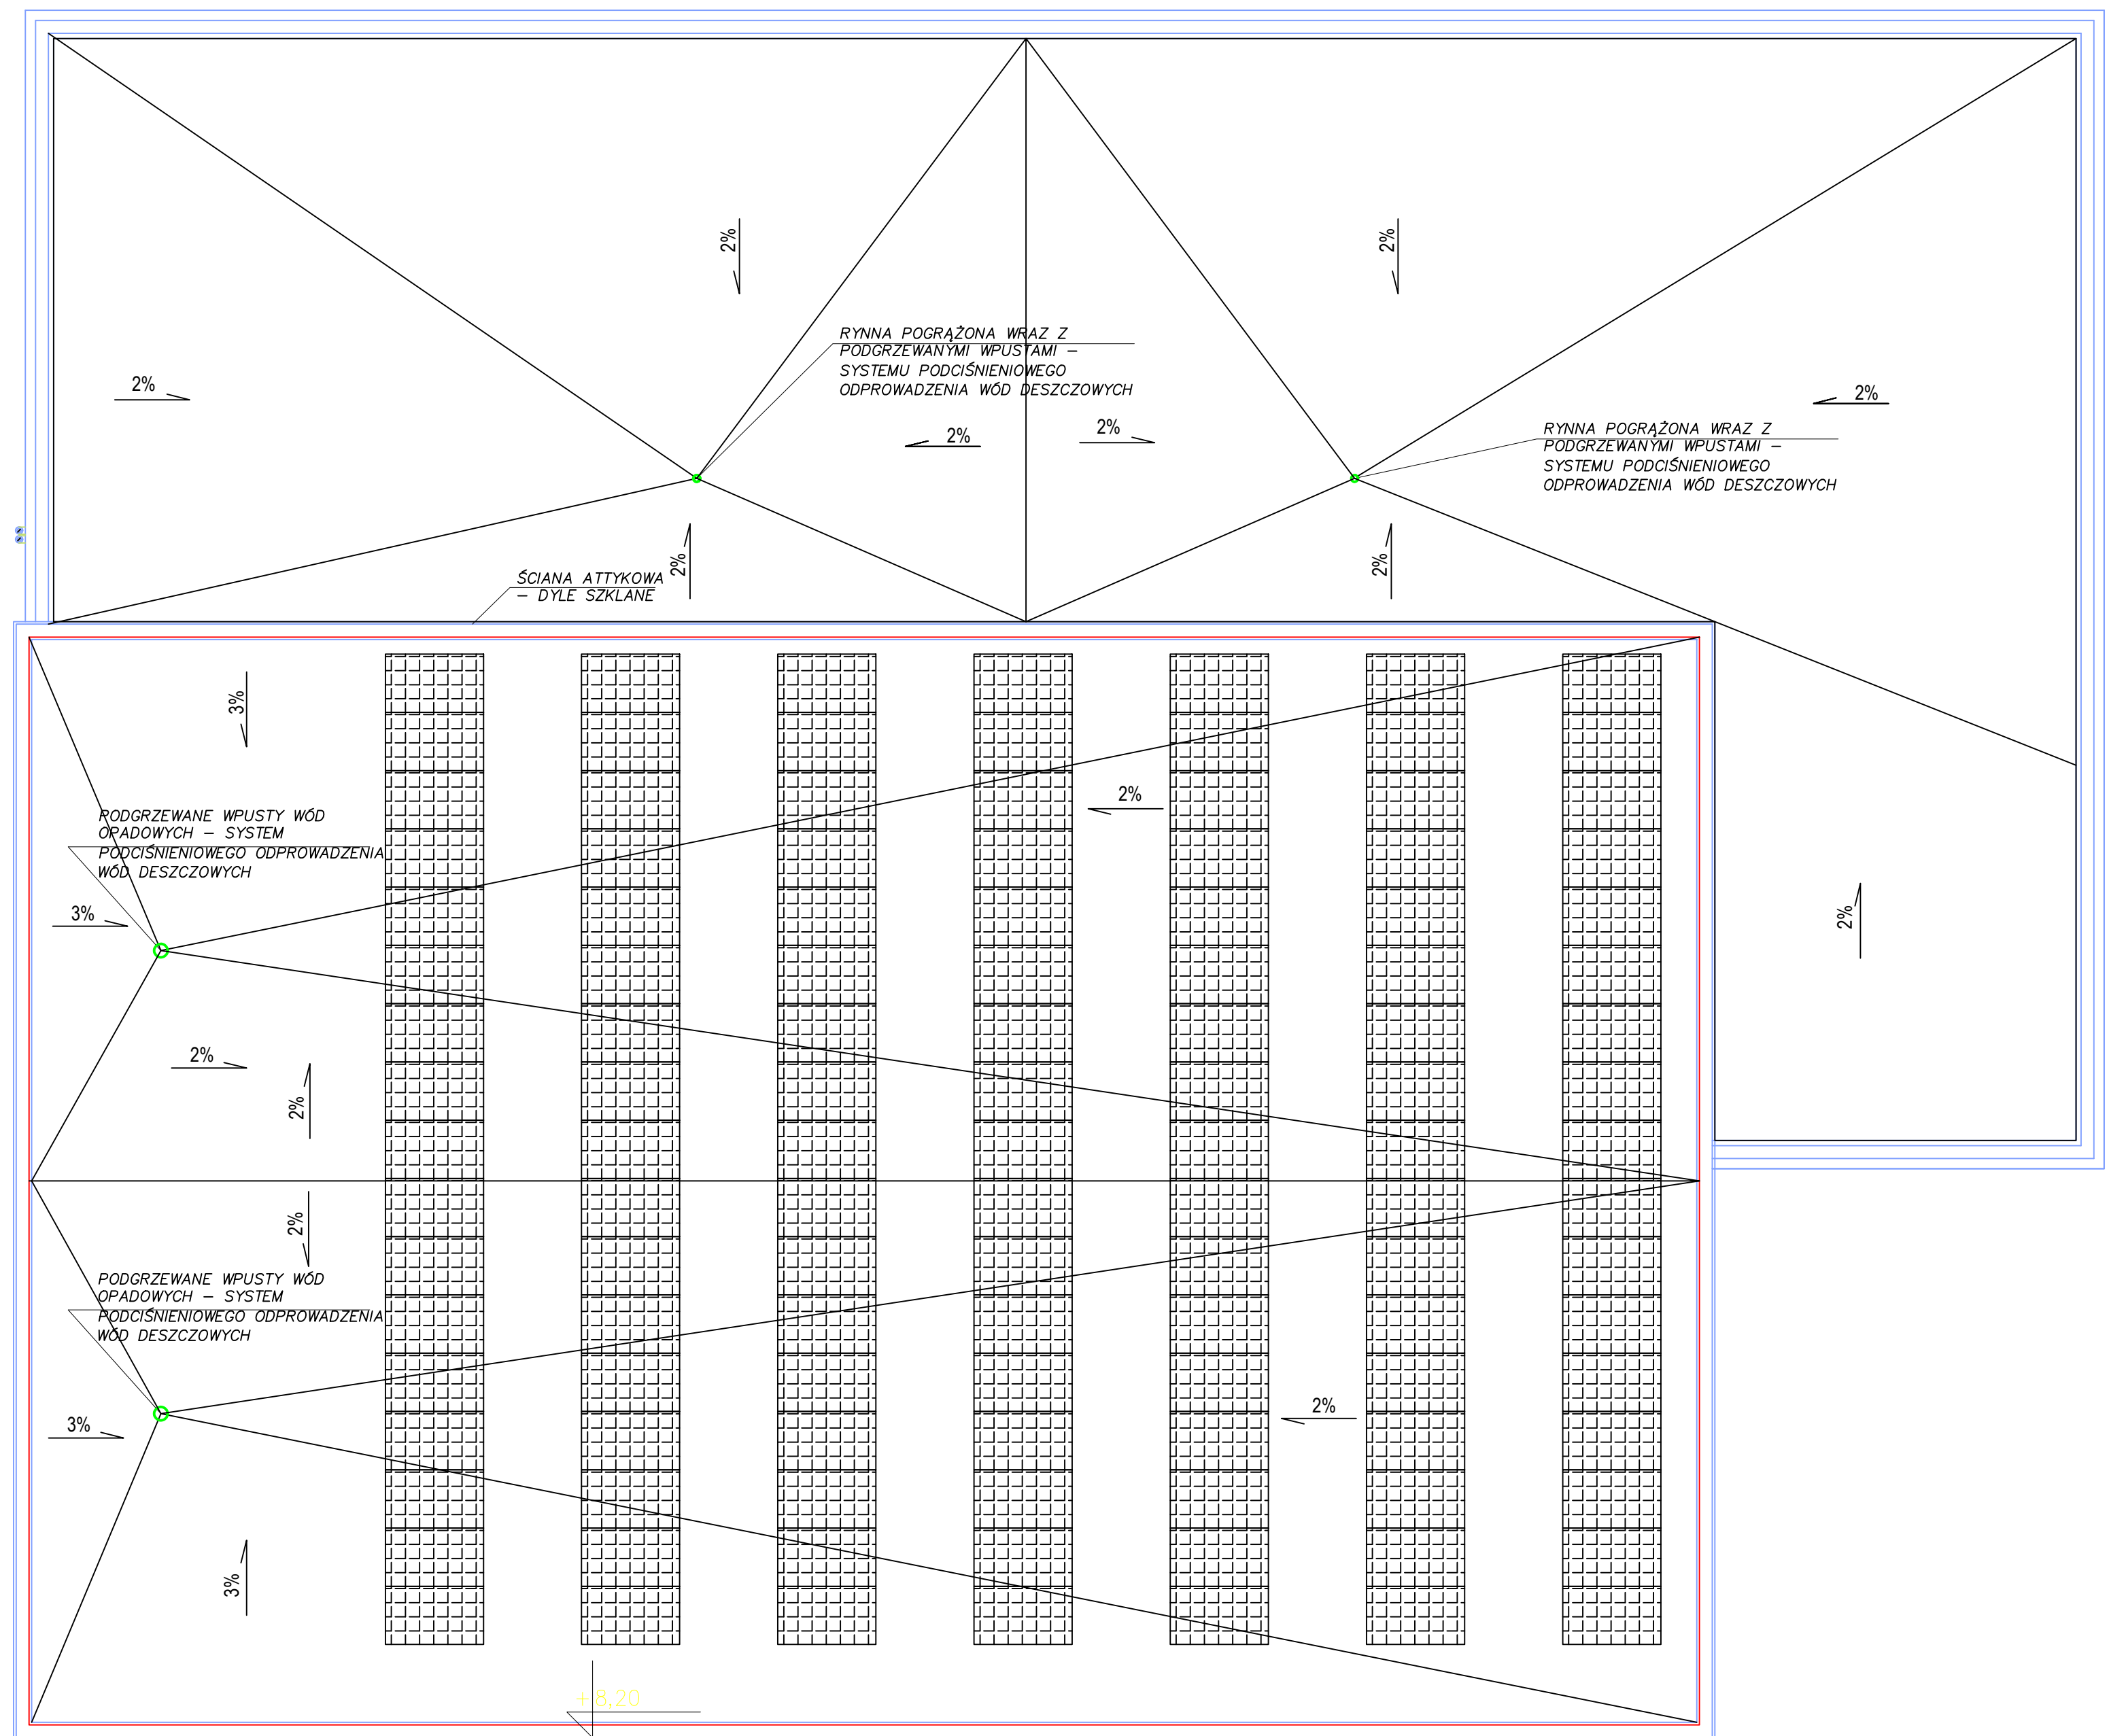 2%
2%
RYNNA POGRĄŻONA WRAZ Z
PODGRZEWANYMI WPUSTAMI –
SYSTEMU PODCIŚNIENIOWEGO
ODPROWADZENIA WÓD DESZCZOWYCH
2%
2%
2%
2%
RYNNA POGRĄŻONA WRAZ Z
PODGRZEWANYMI WPUSTAMI –
SYSTEMU PODCIŚNIENIOWEGO
ODPROWADZENIA WÓD DESZCZOWYCH
ŚCIANA ATTYKOWA
– DYLE SZKLANE
2%
2%
3%
2%
PODGRZEWANE WPUSTY WÓD
OPADOWYCH – SYSTEM
PODCIŚNIENIOWEGO ODPROWADZENIA
WÓD DESZCZOWYCH
3%
2%
2%
2%
2%
PODGRZEWANE WPUSTY WÓD
OPADOWYCH – SYSTEM
PODCIŚNIENIOWEGO ODPROWADZENIA
WÓD DESZCZOWYCH
3%
2%
3%
+8,20